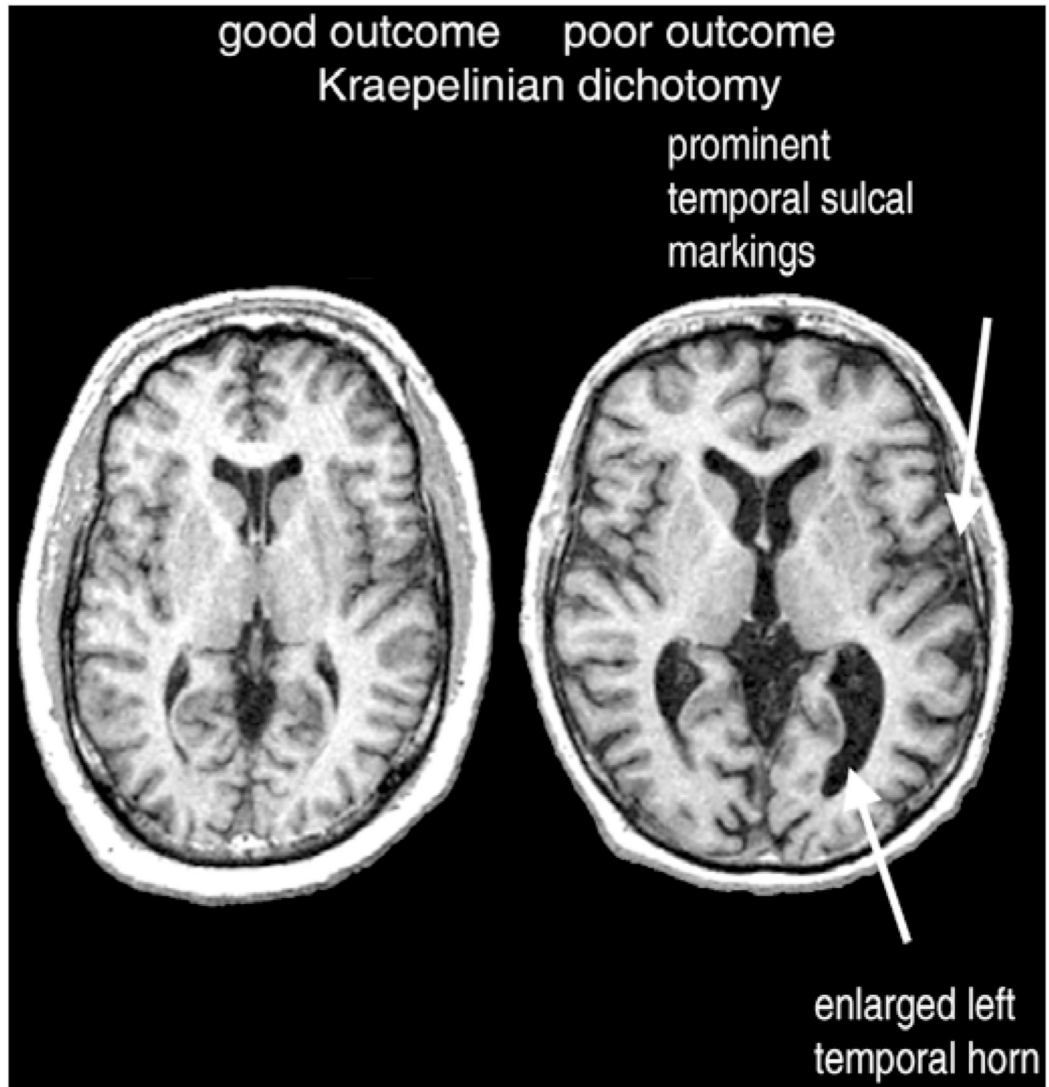 good outcome poor outcome
Kraepelinian dichotomy
prominent
temporal sulcal
markings
enlarged left
temporal horn